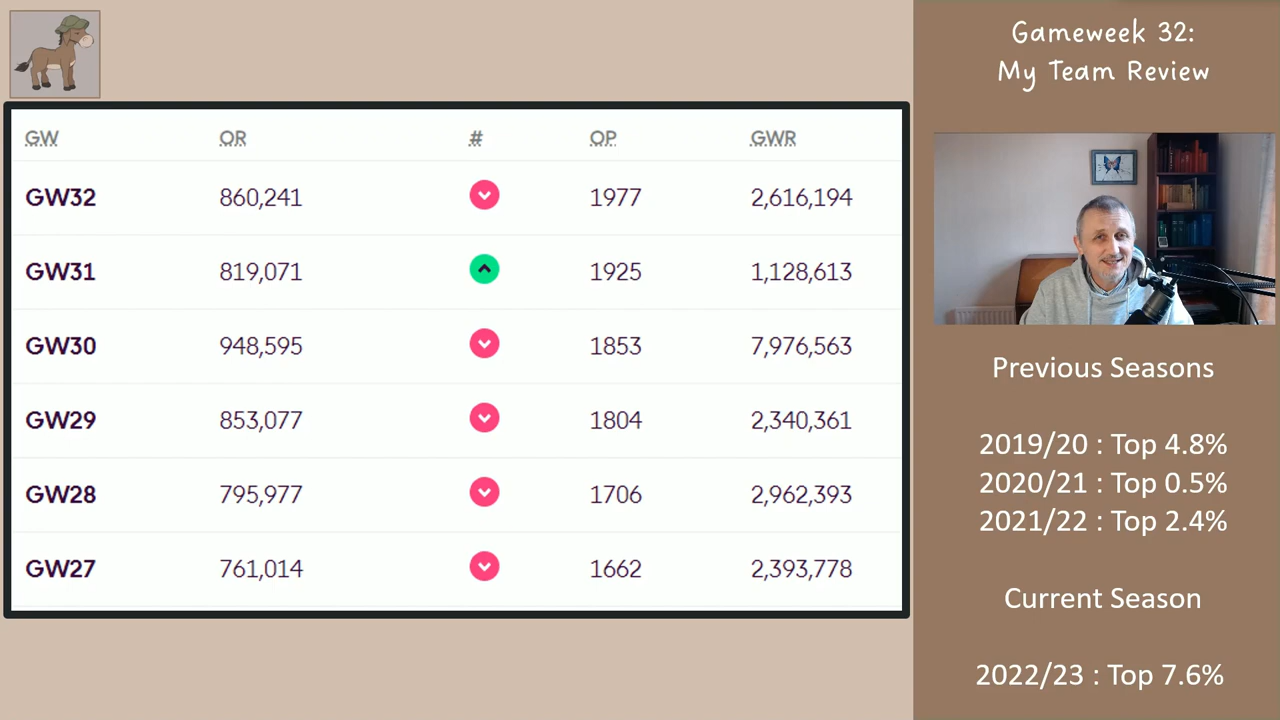 GW OR # OP GWR
GW32 860,241 1977 2,616,194
GW31 819,071 1925 1,128,613
GW30 948,595 1853 7,976,563
GW29 853,077 1804 2,340,361
GW28 795,977 1706 2,962,393
GW27 761,014 1662 2,393,778
Gameweek 32:
My Team Review
Previous Seasons
2019/20 : Top 4.8%
2020/21 : Top 0.5%
2021/22 : Top 2.4%
Current Season
2022/23 : Top 7.6%